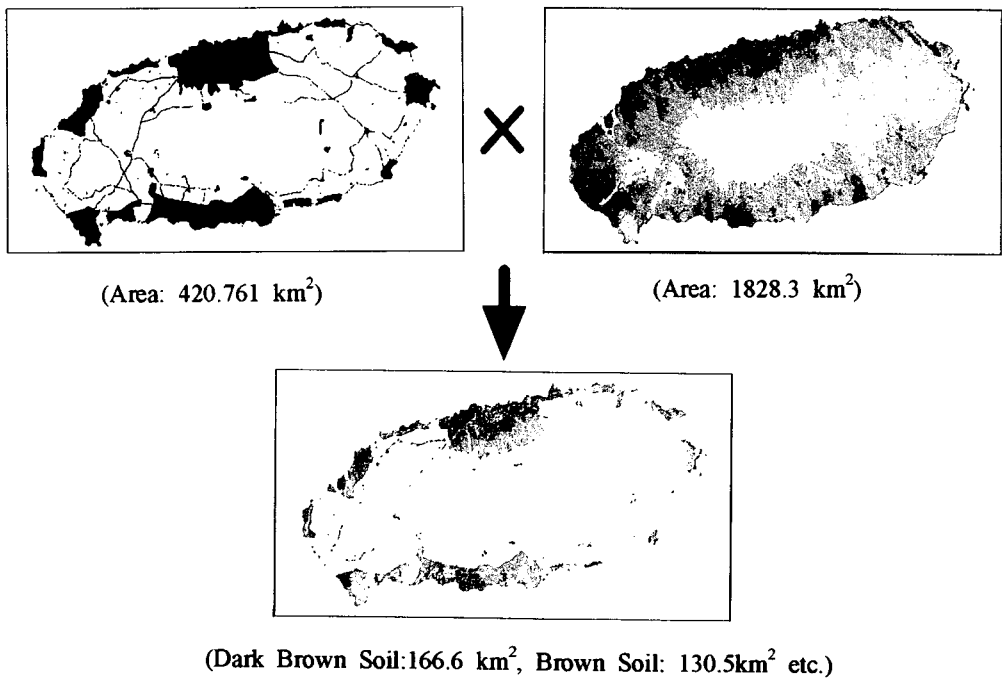 (Area: 420.761 km²)
(Area: 1828.3 km²)
(Dark Brown Soil:166.6 km², Brown Soil: 130.5km² etc.)